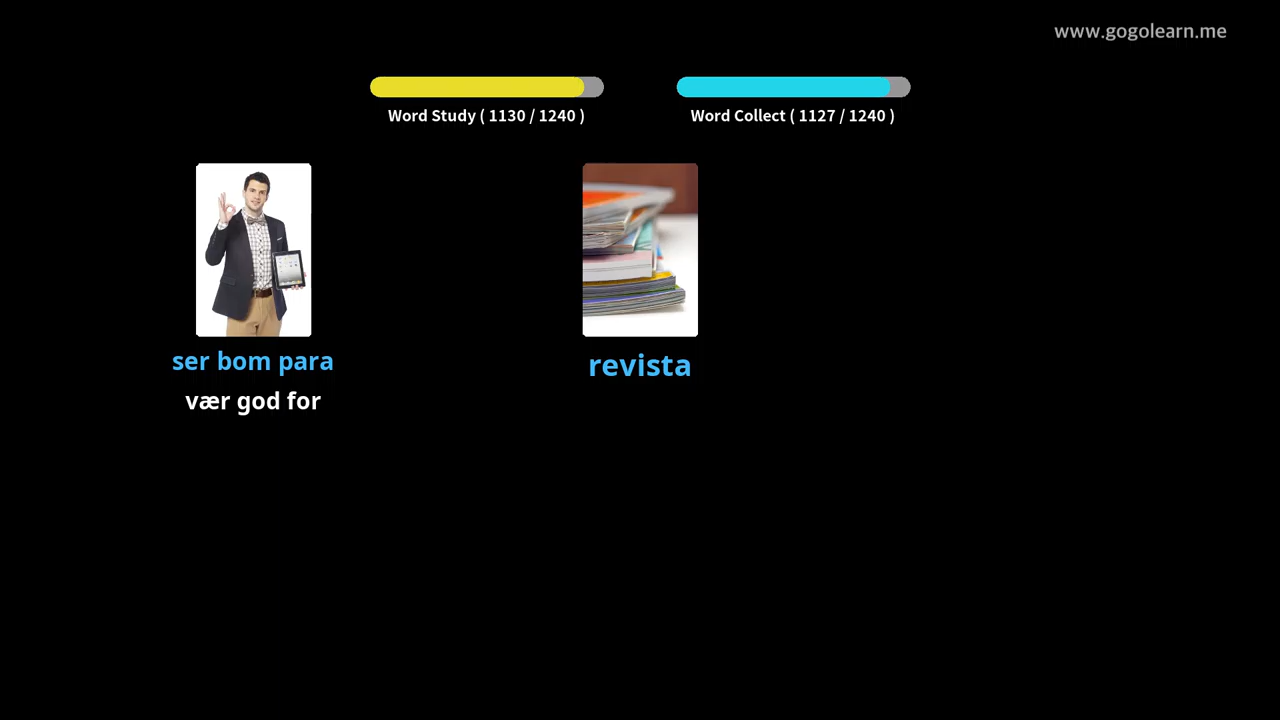 www.gogolearn.me
Word Study ( 1130 / 1240 )
Word Collect ( 1127 / 1240 )
ser bom para
vær god for
revista